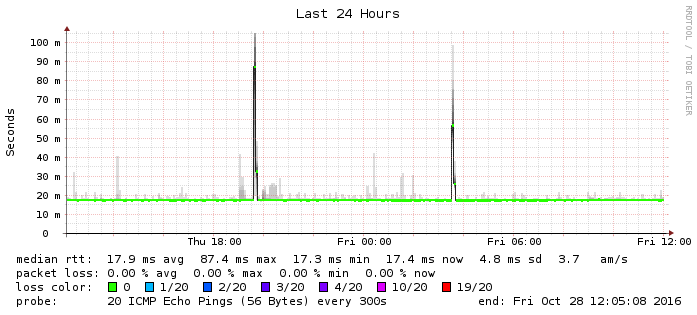 Last 24 Hours
RRDTOOL / TOBI OETIKER
Seconds
100 m
90 m
80 m
70 m
60 m
50 m
40 m
30 m
20 m
10 m
0
Thu 18:00 Fri 00:00 Fri 06:00 Fri 12:00
median rtt: 17.9 ms avg 87.4 ms max 17.3 ms min 17.4 ms now 4.8 ms sd 3.7 am/s
packet loss: 0.00 % avg 0.00 % max 0.00 % min 0.00 % now
loss color: 0 1/20 2/20 3/20 4/20 10/20 19/20
probe: 20 ICMP Echo Pings (56 Bytes) every 300s end: Fri Oct 28 12:05:08 2016